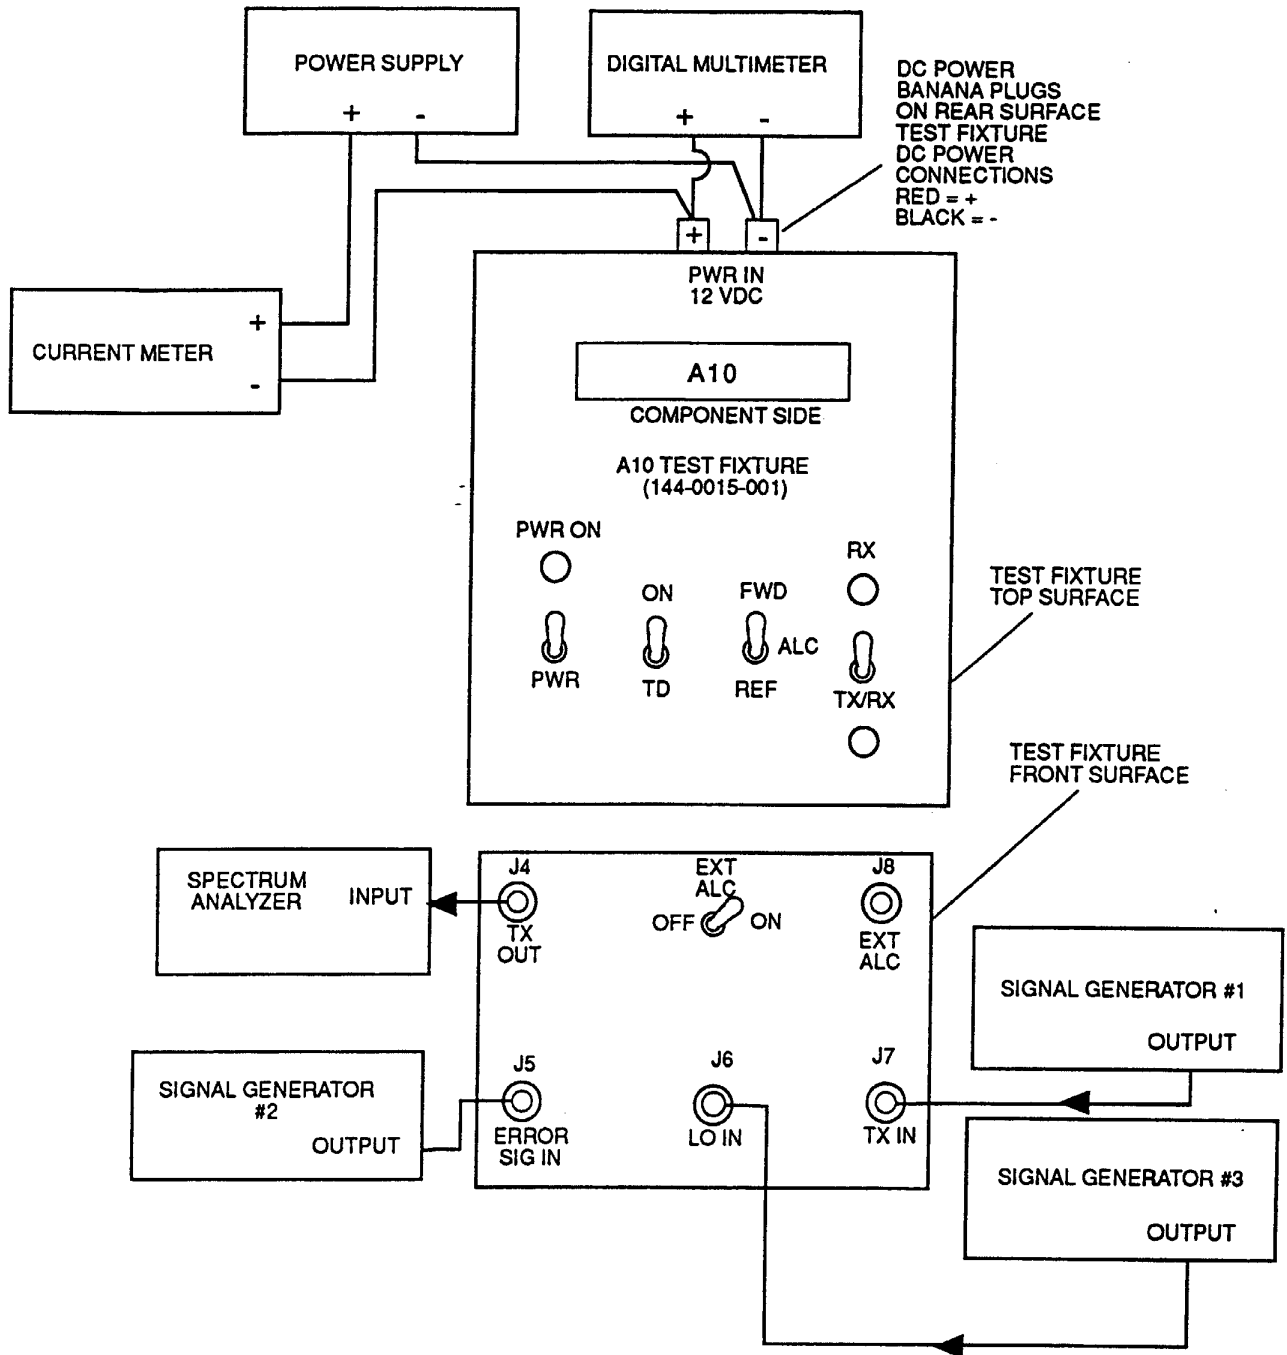 POWER SUPPLY
+ -
DIGITAL MULTIMETER
+ -
DC POWER
BANANA PLUGS
ON REAR SURFACE
TEST FIXTURE
DC POWER
CONNECTIONS
RED = +
BLACK = -
+ -
PWR IN
12 VDC
CURRENT METER
+
-
A10
COMPONENT SIDE
A10 TEST FIXTURE
(144-0015-001)
PWR ON
PWR
ON
TD
FWD
ALC
REF
RX
TX/RX
TEST FIXTURE
TOP SURFACE
TEST FIXTURE
FRONT SURFACE
SPECTRUM
ANALYZER
INPUT
J4
TX
OUT
EXT
ALC
OFF
ON
J8
EXT
ALC
SIGNAL GENERATOR #1
OUTPUT
SIGNAL GENERATOR
#2
OUTPUT
J5
ERROR
SIG IN
J6
LO IN
J7
TX IN
SIGNAL GENERATOR #3
OUTPUT